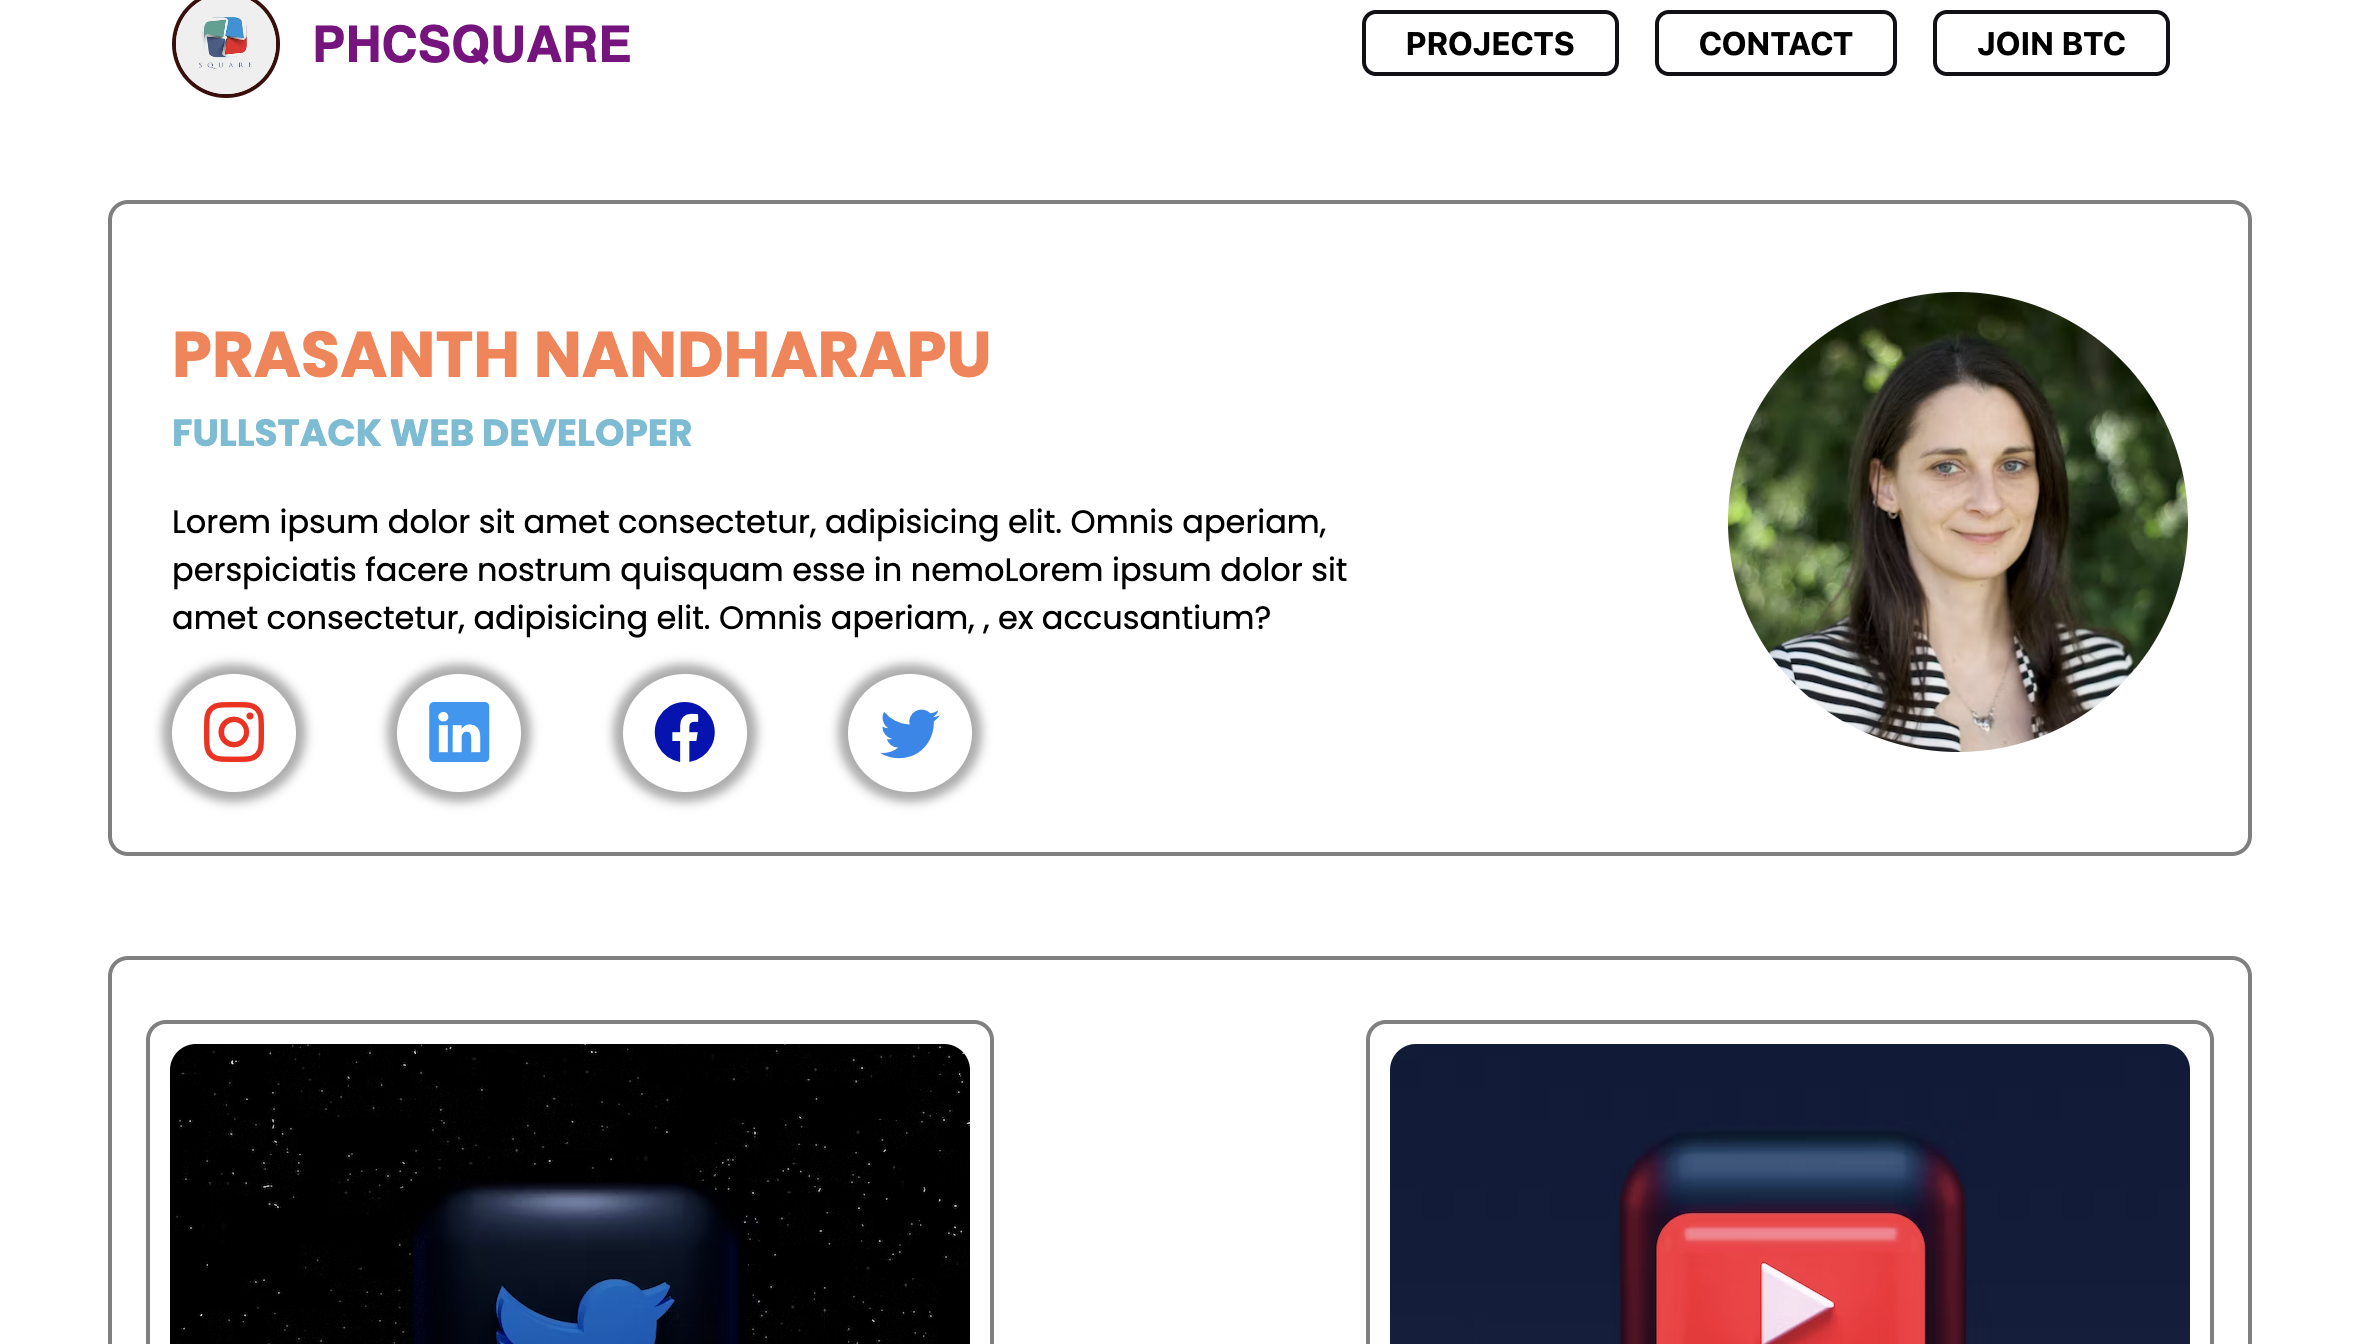 SQUARE
PHCSQUARE
PROJECTS
CONTACT
JOIN BTC
PRASANTH NANDHARAPU
FULLSTACK WEB DEVELOPER
Lorem ipsum dolor sit amet consectetur, adipisicing elit. Omnis aperiam,
perspiciatis facere nostrum quisquam esse in nemoLorem ipsum dolor sit
amet consectetur, adipisicing elit. Omnis aperiam, , ex accusantium?